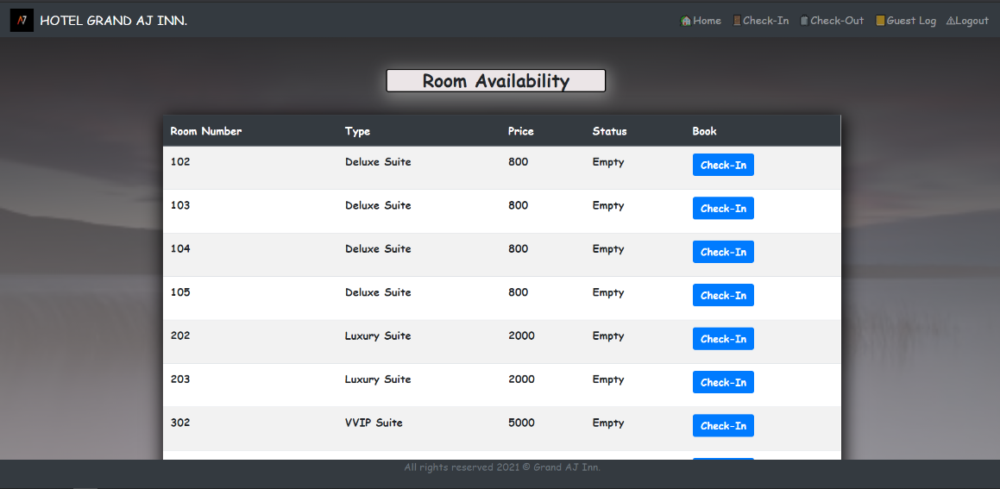 A7 HOTEL GRAND AJ INN. Home Check-In Check-Out Guest Log Logout
Room Availability
Room Number Type Price Status Book
102 Deluxe Suite 800 Empty Check-In
103 Deluxe Suite 800 Empty Check-In
104 Deluxe Suite 800 Empty Check-In
105 Deluxe Suite 800 Empty Check-In
202 Luxury Suite 2000 Empty Check-In
203 Luxury Suite 2000 Empty Check-In
302 VVIP Suite 5000 Empty Check-In
All rights reserved 2021 © Grand AJ Inn.